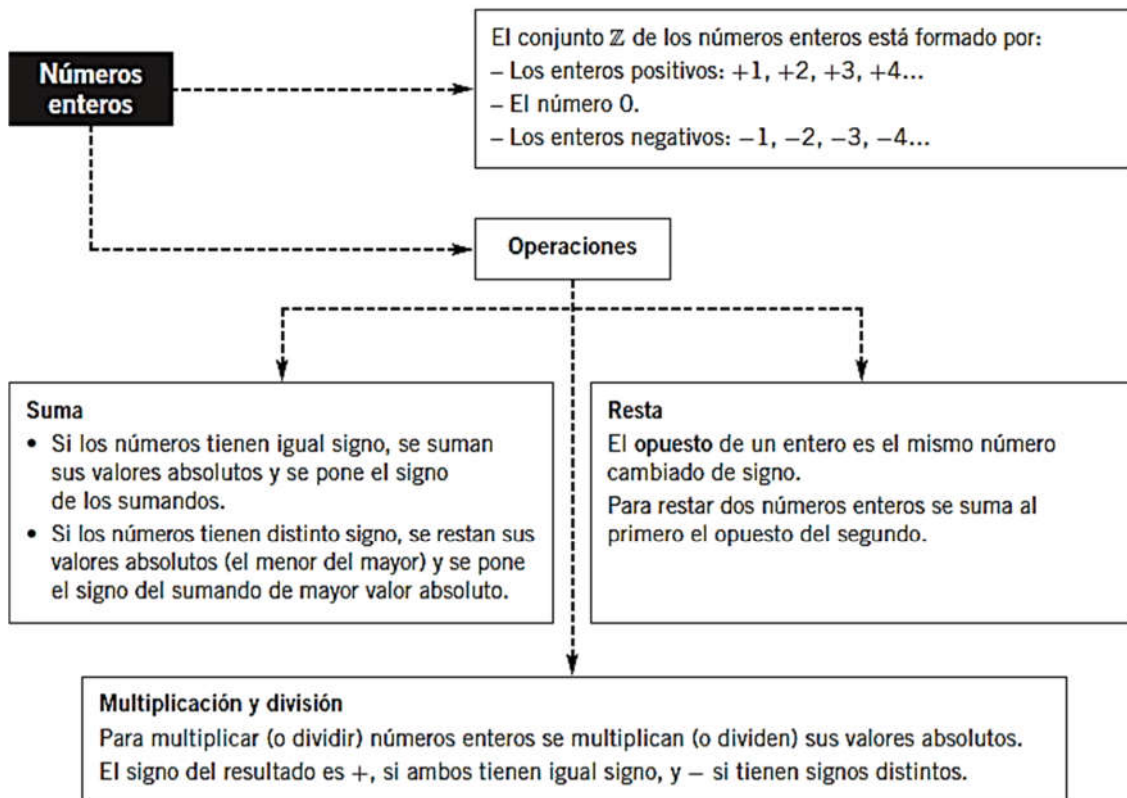 Números
enteros
El conjunto ℤ de los números enteros está formado por:
– Los enteros positivos: +1, +2, +3, +4...
– El número 0.
– Los enteros negativos: −1, −2, −3, −4...
Operaciones
Suma
• Si los números tienen igual signo, se suman
sus valores absolutos y se pone el signo
de los sumandos.
• Si los números tienen distinto signo, se restan sus
valores absolutos (el menor del mayor) y se pone
el signo del sumando de mayor valor absoluto.
Resta
El opuesto de un entero es el mismo número
cambiado de signo.
Para restar dos números enteros se suma al
primero el opuesto del segundo.
Multiplicación y división
Para multiplicar (o dividir) números enteros se multiplican (o dividen) sus valores absolutos.
El signo del resultado es +, si ambos tienen igual signo, y − si tienen signos distintos.